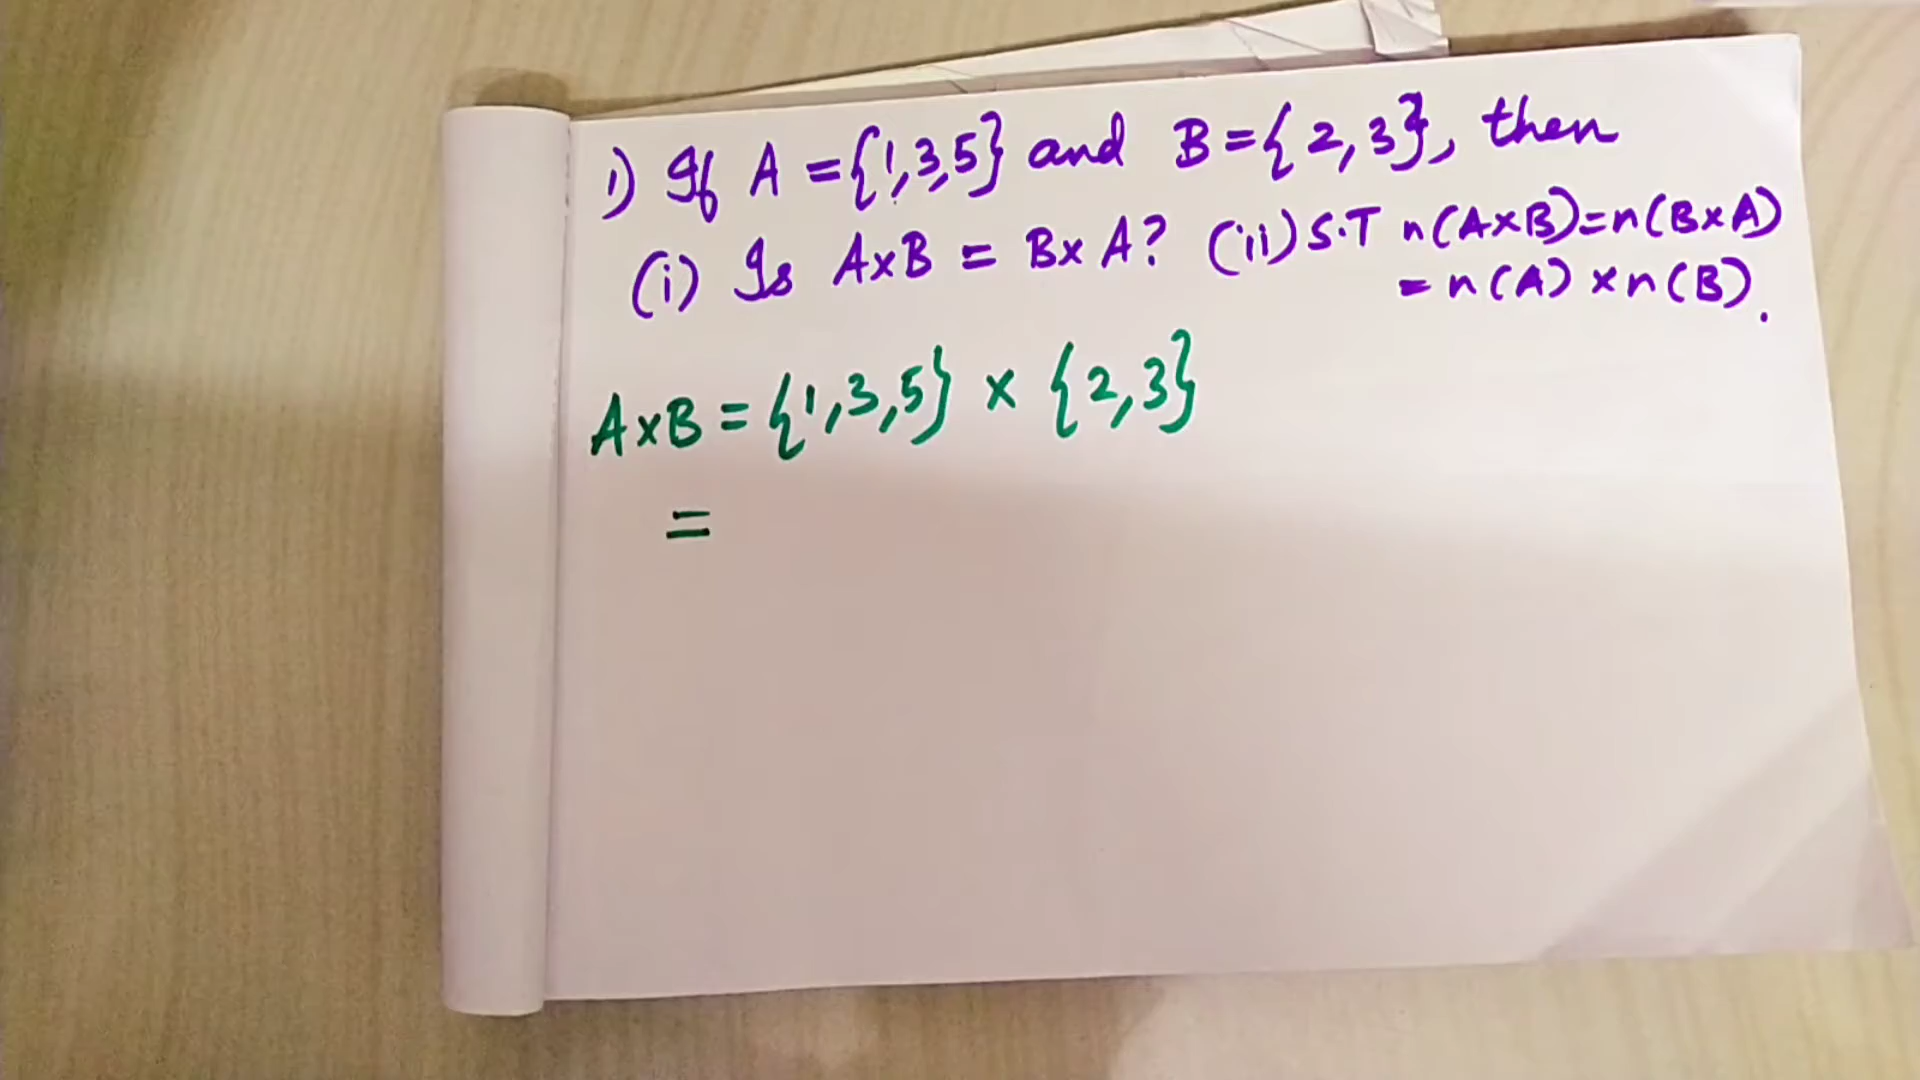 1) If A = {1,3,5} and B = {2,3}, then
(i) Is A×B = B×A? (ii) S.T n(A×B)=n(B×A)
= n(A) × n(B).
A×B = {1,3,5} × {2,3}
=